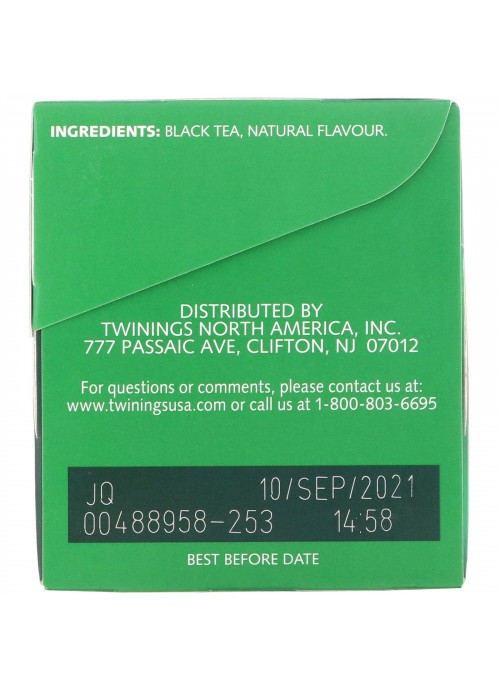 INGREDIENTS: BLACK TEA, NATURAL FLAVOUR.
DISTRIBUTED BY
TWININGS NORTH AMERICA, INC.
777 PASSAIC AVE, CLIFTON, NJ 07012
For questions or comments, please contact us at:
www.twiningsusa.com or call us at 1-800-803-6695
JQ 10/SEP/2021
00488958-253 14:58
BEST BEFORE DATE